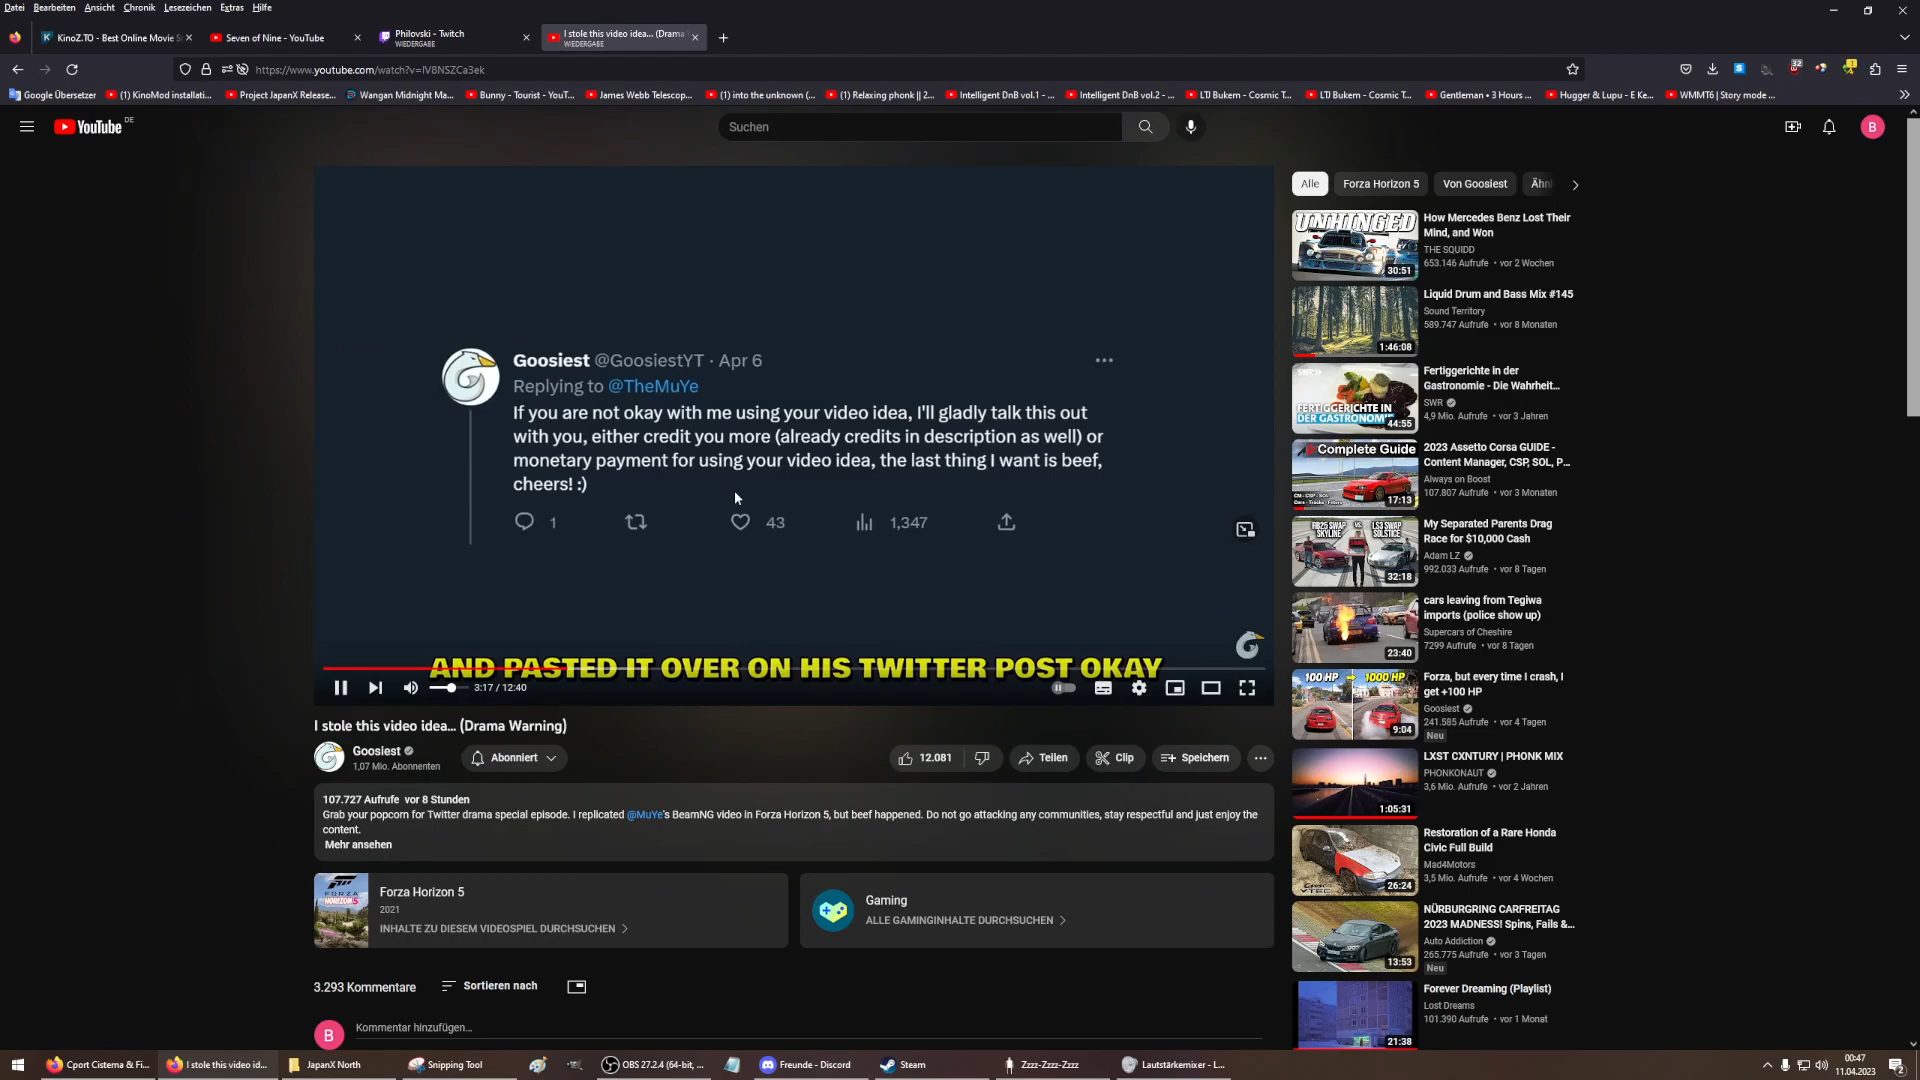 Datei Bearbeiten Ansicht Chronik Lesezeichen Extras Hilfe
KinoZ.TO - Best Online Movie S
Seven of Nine - YouTube
Philovski - Twitch
WIEDERGABE
I stole this video idea... (Drama
WIEDERGABE
https://www.youtube.com/watch?v=lV8NSZCa3ek
32
Google Übersetzer
(1) KinoMod installati...
Project JapanX Release...
Wangan Midnight Ma...
Bunny - Tourist - YouT...
James Webb Telescop...
(1) into the unknown (...
(1) Relaxing phonk || 2...
Intelligent DnB vol.1 - ...
Intelligent DnB vol.2 - ...
LTJ Bukem - Cosmic T...
LTJ Bukem - Cosmic T...
Gentleman • 3 Hours ...
Hugger & Lupu - E Ke...
WMMT6 | Story mode ...
YouTube DE
Suchen
B
Goosiest @GoosiestYT · Apr 6
Replying to @TheMuYe
If you are not okay with me using your video idea, I'll gladly talk this out
with you, either credit you more (already credits in description as well) or
monetary payment for using your video idea, the last thing I want is beef,
cheers! :)
1 43 1,347
AND PASTED IT OVER ON HIS TWITTER POST OKAY
3:17 / 12:40
I stole this video idea... (Drama Warning)
Goosiest
1,07 Mio. Abonnenten
Abonniert
12.081
Teilen
Clip
Speichern
107.727 Aufrufe vor 8 Stunden
Grab your popcorn for Twitter drama special episode. I replicated @MuYe's BeamNG video in Forza Horizon 5, but beef happened. Do not go attacking any communities, stay respectful and just enjoy the
content.
Mehr ansehen
FORZA
HORIZON 5
Forza Horizon 5
2021
INHALTE ZU DIESEM VIDEOSPIEL DURCHSUCHEN
Gaming
ALLE GAMINGINHALTE DURCHSUCHEN
3.293 Kommentare
Sortieren nach
B
Kommentar hinzufügen...
Alle
Forza Horizon 5
Von Goosiest
Ähnl
UNHINGED
30:51
How Mercedes Benz Lost Their
Mind, and Won
THE SQUIDD
653.146 Aufrufe • vor 2 Wochen
1:46:08
Liquid Drum and Bass Mix #145
Sound Territory
589.747 Aufrufe • vor 8 Monaten
SWR
FERTIGGERICHTE IN
DER GASTRONOMIE
44:55
Fertiggerichte in der
Gastronomie - Die Wahrheit...
SWR
4,9 Mio. Aufrufe • vor 3 Jahren
Complete Guide
17:13
2023 Assetto Corsa GUIDE -
Content Manager, CSP, SOL, P...
Always on Boost
107.807 Aufrufe • vor 3 Monaten
RB25 SWAP
SKYLINE
VS.
LS3 SWAP
SOLSTICE
32:18
My Separated Parents Drag
Race for $10,000 Cash
Adam LZ
992.033 Aufrufe • vor 8 Tagen
23:40
cars leaving from Tegiwa
imports (police show up)
Supercars of Cheshire
7299 Aufrufe • vor 8 Tagen
100 HP
1000 HP
9:04
Forza, but every time I crash, I
get +100 HP
Goosiest
241.585 Aufrufe • vor 4 Tagen
Neu
1:05:31
LXST CXNTURY | PHONK MIX
PHONKONAUT
3,6 Mio. Aufrufe • vor 2 Jahren
26:24
Restoration of a Rare Honda
Civic Full Build
Mad4Motors
3,5 Mio. Aufrufe • vor 4 Wochen
13:53
NÜRBURGRING CARFREITAG
2023 MADNESS! Spins, Fails &...
Auto Addiction
265.775 Aufrufe • vor 3 Tagen
Neu
21:38
Forever Dreaming (Playlist)
Lost Dreams
101.390 Aufrufe • vor 1 Monat
Cport Cistema & Fi...
I stole this video id...
JapanX North
Snipping Tool
OBS 27.2.4 (64-bit, ...
Freunde - Discord
Steam
Zzzz-Zzzz-Zzzz
Lautstärkemixer - L...
00:47
11.04.2023
2